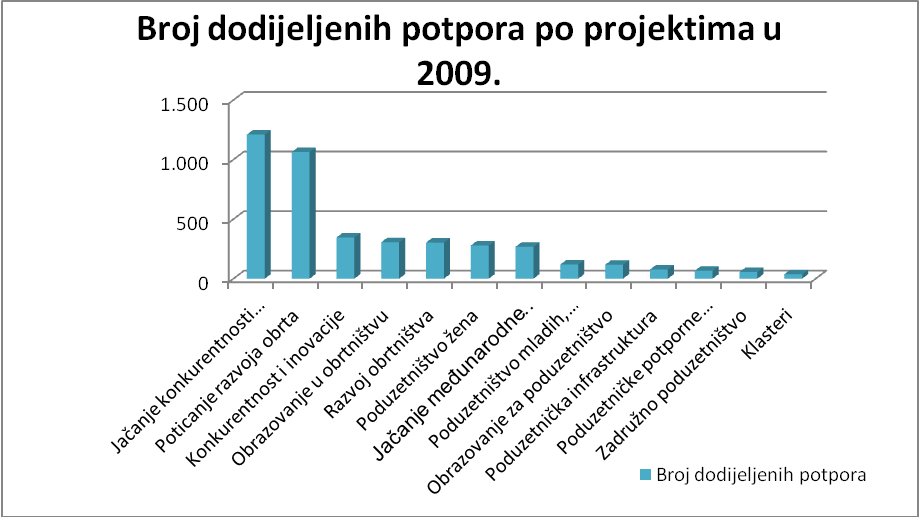 Broj dodijeljenih potpora po projektima u
2009.
1.500
1.000
500
0
Jačanje konkurentnosti...
Poticanje razvoja obrta
Konkurentnost i inovacije
Obrazovanje u obrtništvu
Razvoj obrtništva
Poduzetništvo žena
Jačanje međunarodne..
Poduzetništvo mladih,...
Obrazovanje za poduzetništvo
Poduzetnička infrastruktura
Poduzetničke potporne...
Zadružno poduzetništvo
Klasteri
Broj dodijeljenih potpora